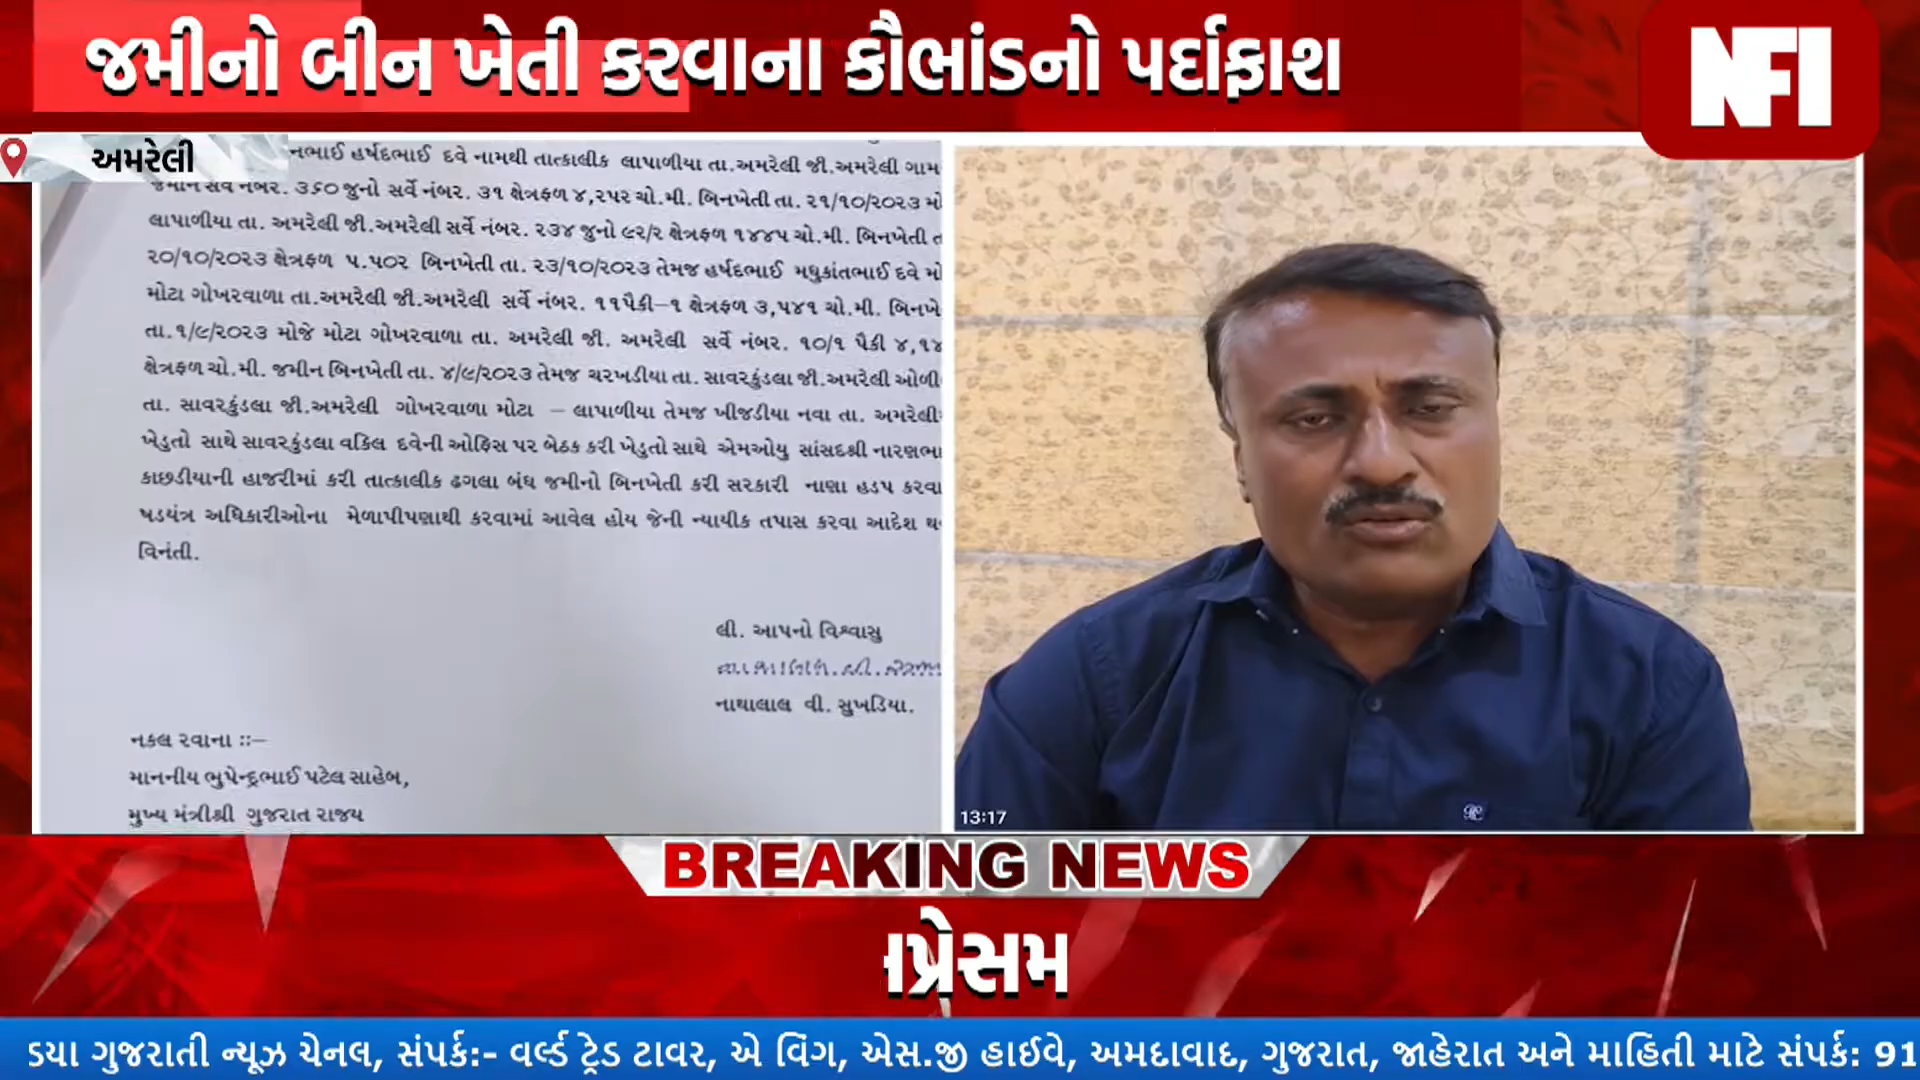 જમીનો બીન ખેતી કરવાના કૌભાંડનો પર્દાફાશ
NFI
અમરેલી
નભાઈ હર્ષદભાઈ દવે નામથી તાત્કાલીક લાપાળીયા તા.અમરેલી જી.અમરેલી ગામ
જમીન સર્વે નંબર. ૩૬૦ જુનો સર્વે નંબર. ૩૧ ક્ષેત્રફળ ૪,૨૫૨ ચો.મી. બિનખેતી તા. ૨૧/૧૦/૨૦૨૩ મો
લાપાળીયા તા. અમરેલી જી.અમરેલી સર્વે નંબર. ૨૩૪ જુનો ૯૨/૨ ક્ષેત્રફળ ૧૪૪૫ ચો.મી. બિનખેતી ત
૨૦/૧૦/૨૦૨૩ ક્ષેત્રફળ ૫.૫૦૨ બિનખેતી તા. ૨૩/૧૦/૨૦૨૩ તેમજ હર્ષદભાઈ મધુકાંતભાઈ દવે મો
મોટા ગોખરવાળા તા.અમરેલી જી.અમરેલી સર્વે નંબર. ૧૧પૈકી–૧ ક્ષેત્રફળ ૩,૫૪૧ ચો.મી. બિનખે
તા.૧/૯/૨૦૨૩ મોજે મોટા ગોખરવાળા તા. અમરેલી જી. અમરેલી સર્વે નંબર. ૧૦/૧ પૈકી ૪,૧૪
ક્ષેત્રફળ ચો.મી. જમીન બિનખેતી તા. ૪/૯/૨૦૨૩ તેમજ ચરખડીયા તા. સાવરકુંડલા જી.અમરેલી ઓળી
તા. સાવરકુંડલા જી.અમરેલી ગોખરવાળા મોટા – લાપાળીયા તેમજ ખીજડીયા નવા તા. અમરેલી
ખેડુતો સાથે સાવરકુંડલા વકિલ દવેની ઓફિસ પર બેઠક કરી ખેડુતો સાથે એમઓયુ સાંસદશ્રી નારણભા
કાછડીયાની હાજરીમાં કરી તાત્કાલીક ઢગલા બંધ જમીનો બિનખેતી કરી સરકારી નાણા હડપ કરવા
ષડયંત્ર અધિકારીઓના મેળાપીપણાથી કરવામાં આવેલ હોય જેની ન્યાયીક તપાસ કરવા આદેશ થ
વિનંતી.
લી. આપનો વિશ્વાસુ
નાથાલાલ વી. સુખડિયા.
નકલ રવાના ::–
માનનીય ભુપેન્દ્રભાઈ પટેલ સાહેબ,
મુખ્ય મંત્રીશ્રી ગુજરાત રાજય
13:17
BREAKING NEWS
પ્રેસમ
ડયા ગુજરાતી ન્યૂઝ ચેનલ, સંપર્ક:- વર્લ્ડ ટ્રેડ ટાવર, એ વિંગ, એસ.જી હાઈવે, અમદાવાદ, ગુજરાત, જાહેરાત અને માહિતી માટે સંપર્ક: 91